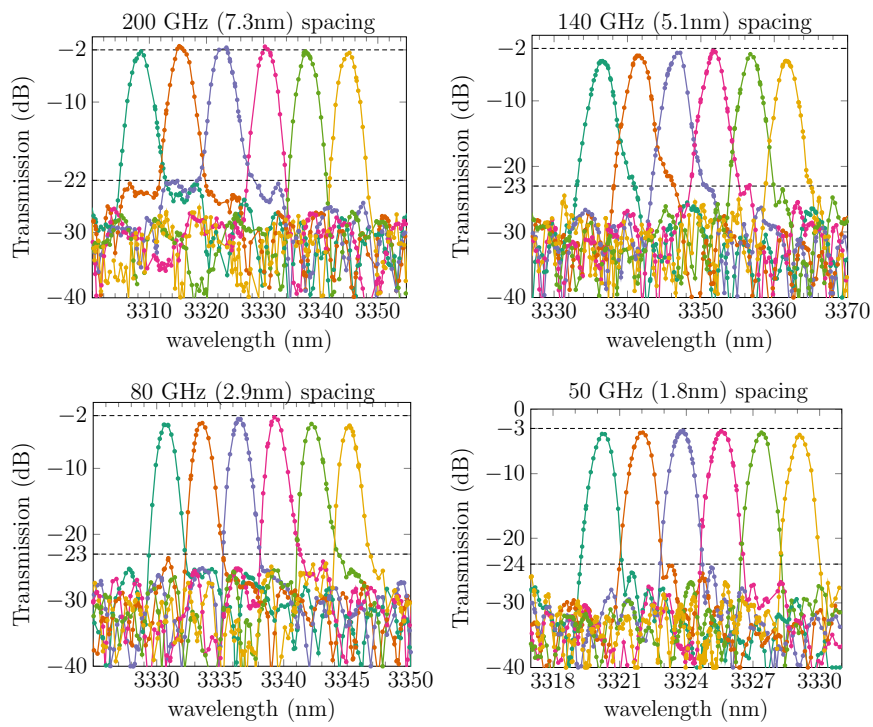 200 GHz (7.3nm) spacing
−2
−10
−22
−30
−40
Transmission (dB)
3310 3320 3330 3340 3350
wavelength (nm)
140 GHz (5.1nm) spacing
−2
−10
−20
−23
−30
−40
Transmission (dB)
3330 3340 3350 3360 3370
wavelength (nm)
80 GHz (2.9nm) spacing
−2
−10
−20
−23
−30
−40
Transmission (dB)
3330 3335 3340 3345 3350
wavelength (nm)
50 GHz (1.8nm) spacing
0
−3
−10
−20
−24
−30
−40
Transmission (dB)
3318 3321 3324 3327 3330
wavelength (nm)